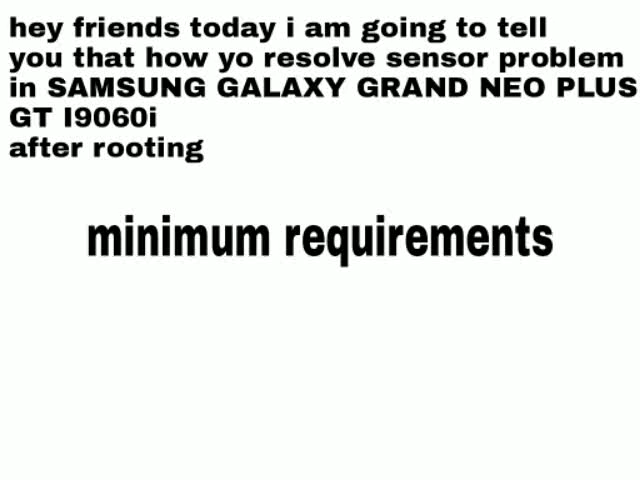 hey friends today i am going to tell
you that how yo resolve sensor problem
in SAMSUNG GALAXY GRAND NEO PLUS
GT I9060i
after rooting
minimum requirements